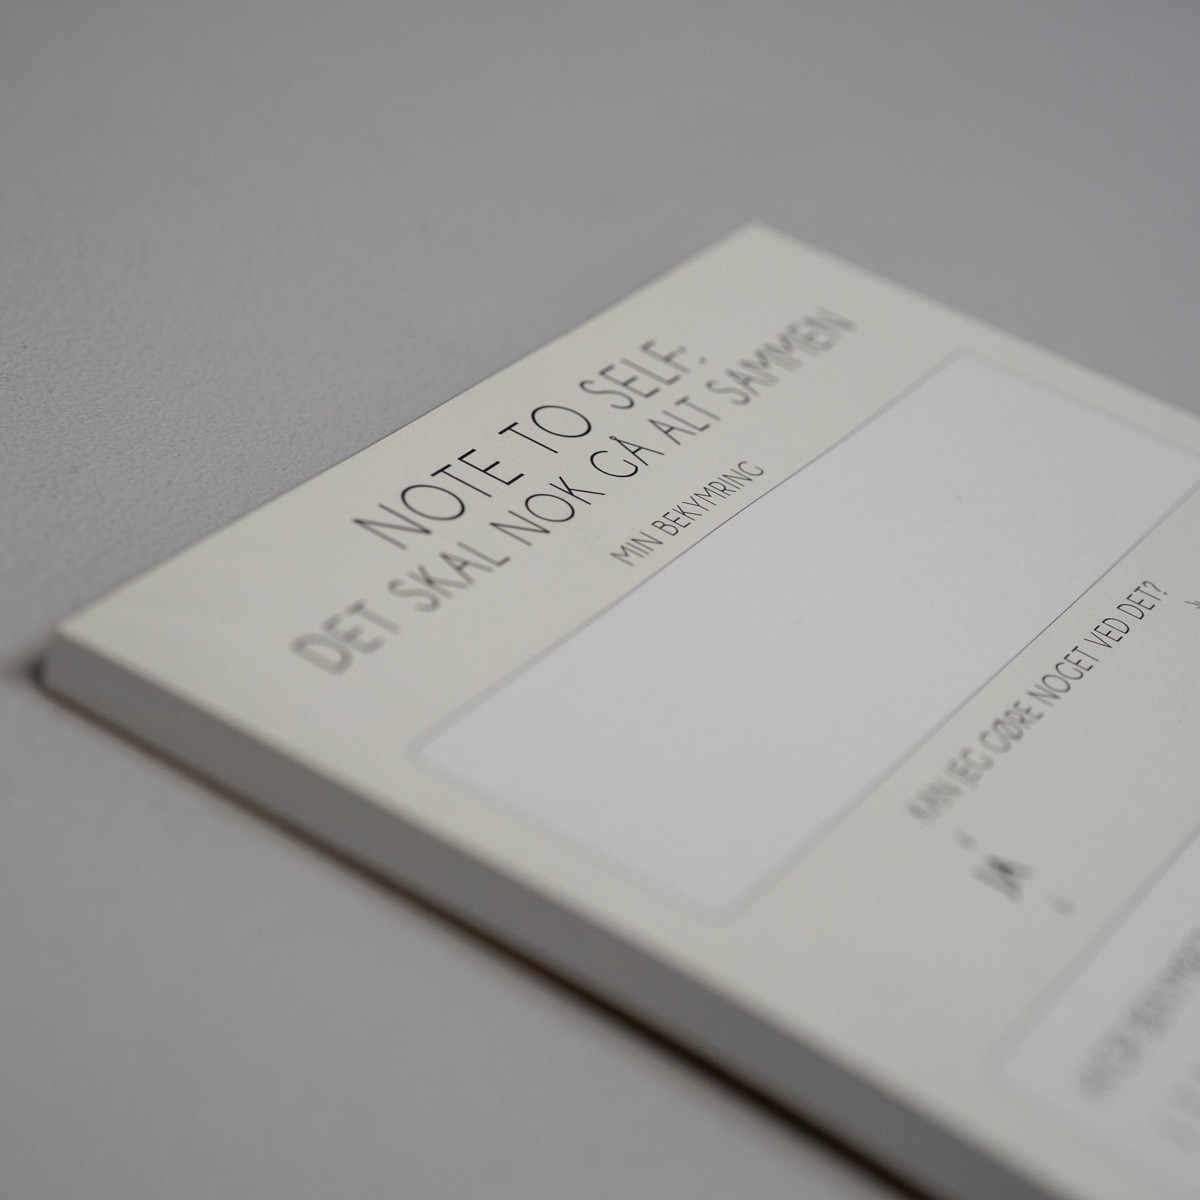 NOTE TO SELF:
DET SKAL NOK GÅ ALT SAMMEN
MIN BEKYMRING
KAN JEG GØRE NOGET VED DET?
JA